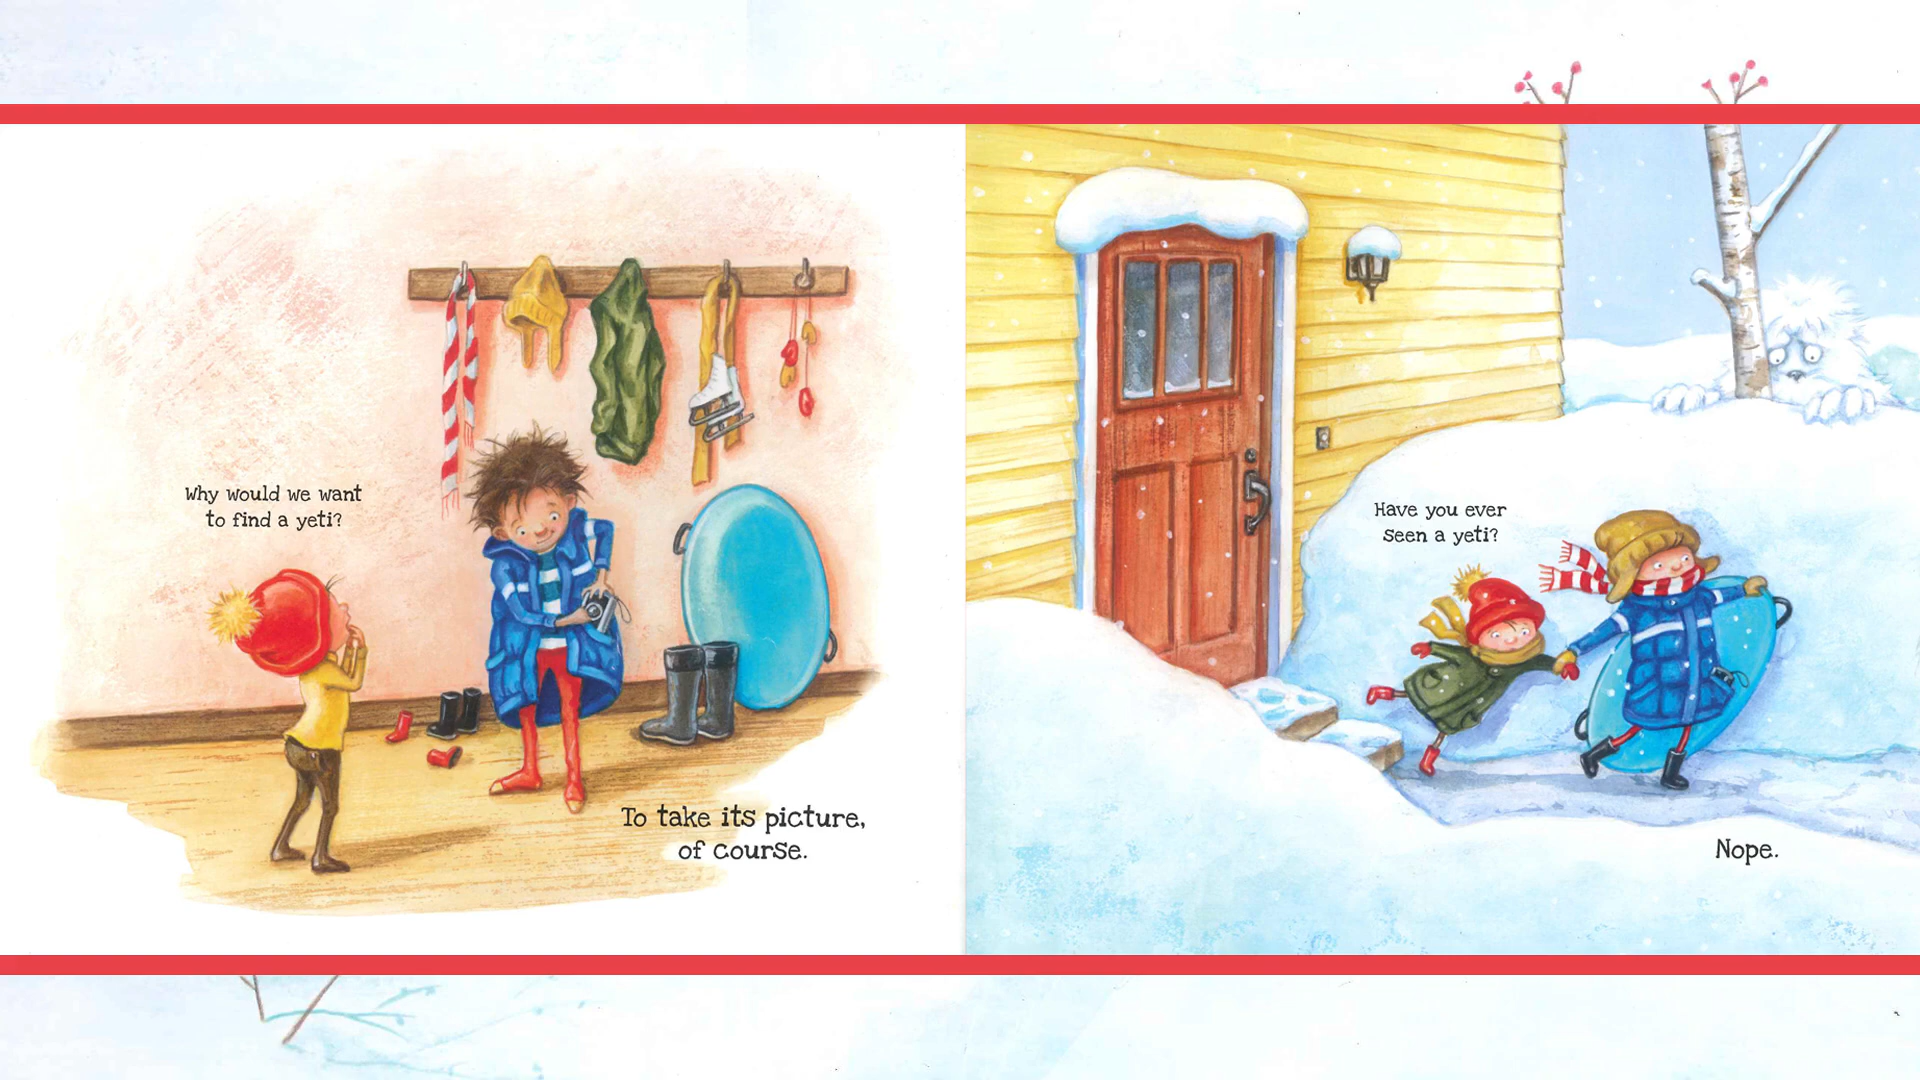 Why would we want
to find a yeti?
To take its picture,
of course.
Have you ever
seen a yeti?
Nope.